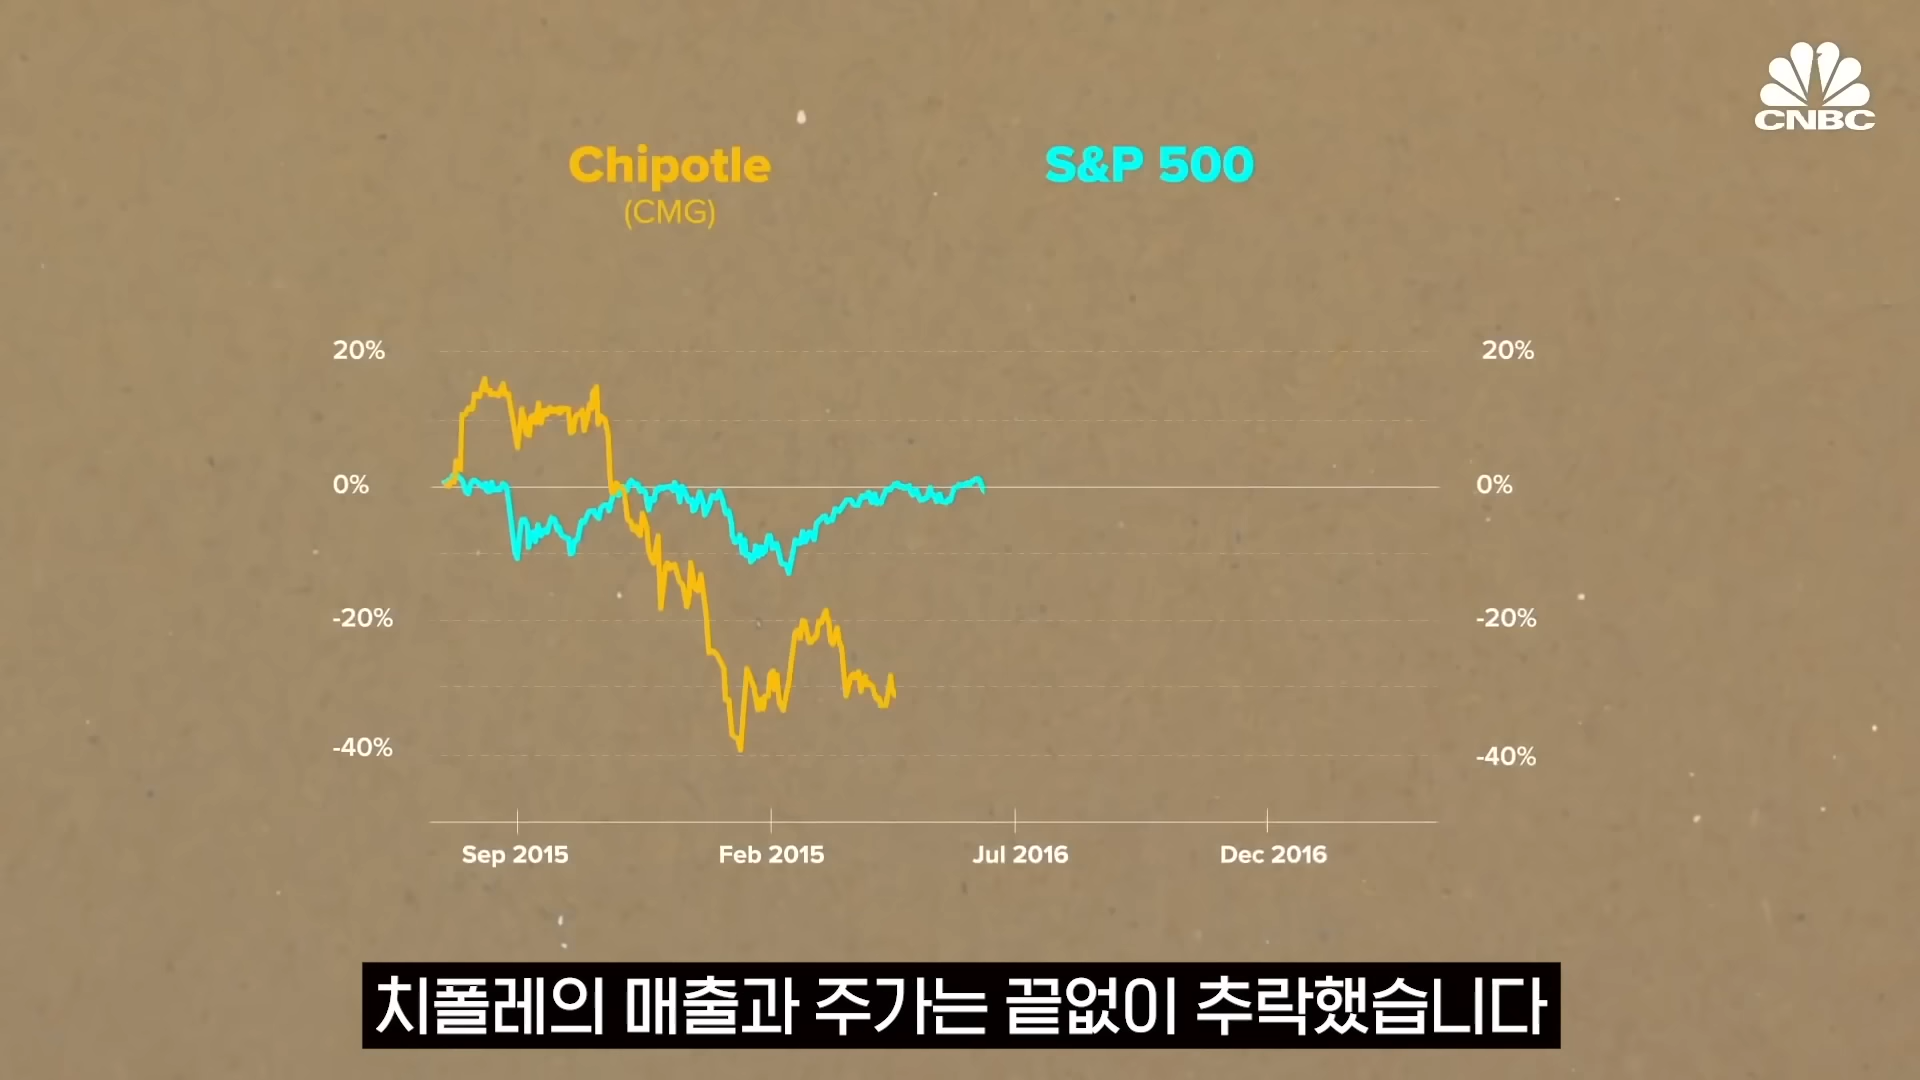 CNBC
Chipotle
S&P 500
(CMG)
20%
20%
0%
0%
-20%
-20%
-40%
-40%
Sep 2015
Feb 2015
Jul 2016
Dec 2016
치폴레의 매출과 주가는 끝없이 추락했습니다